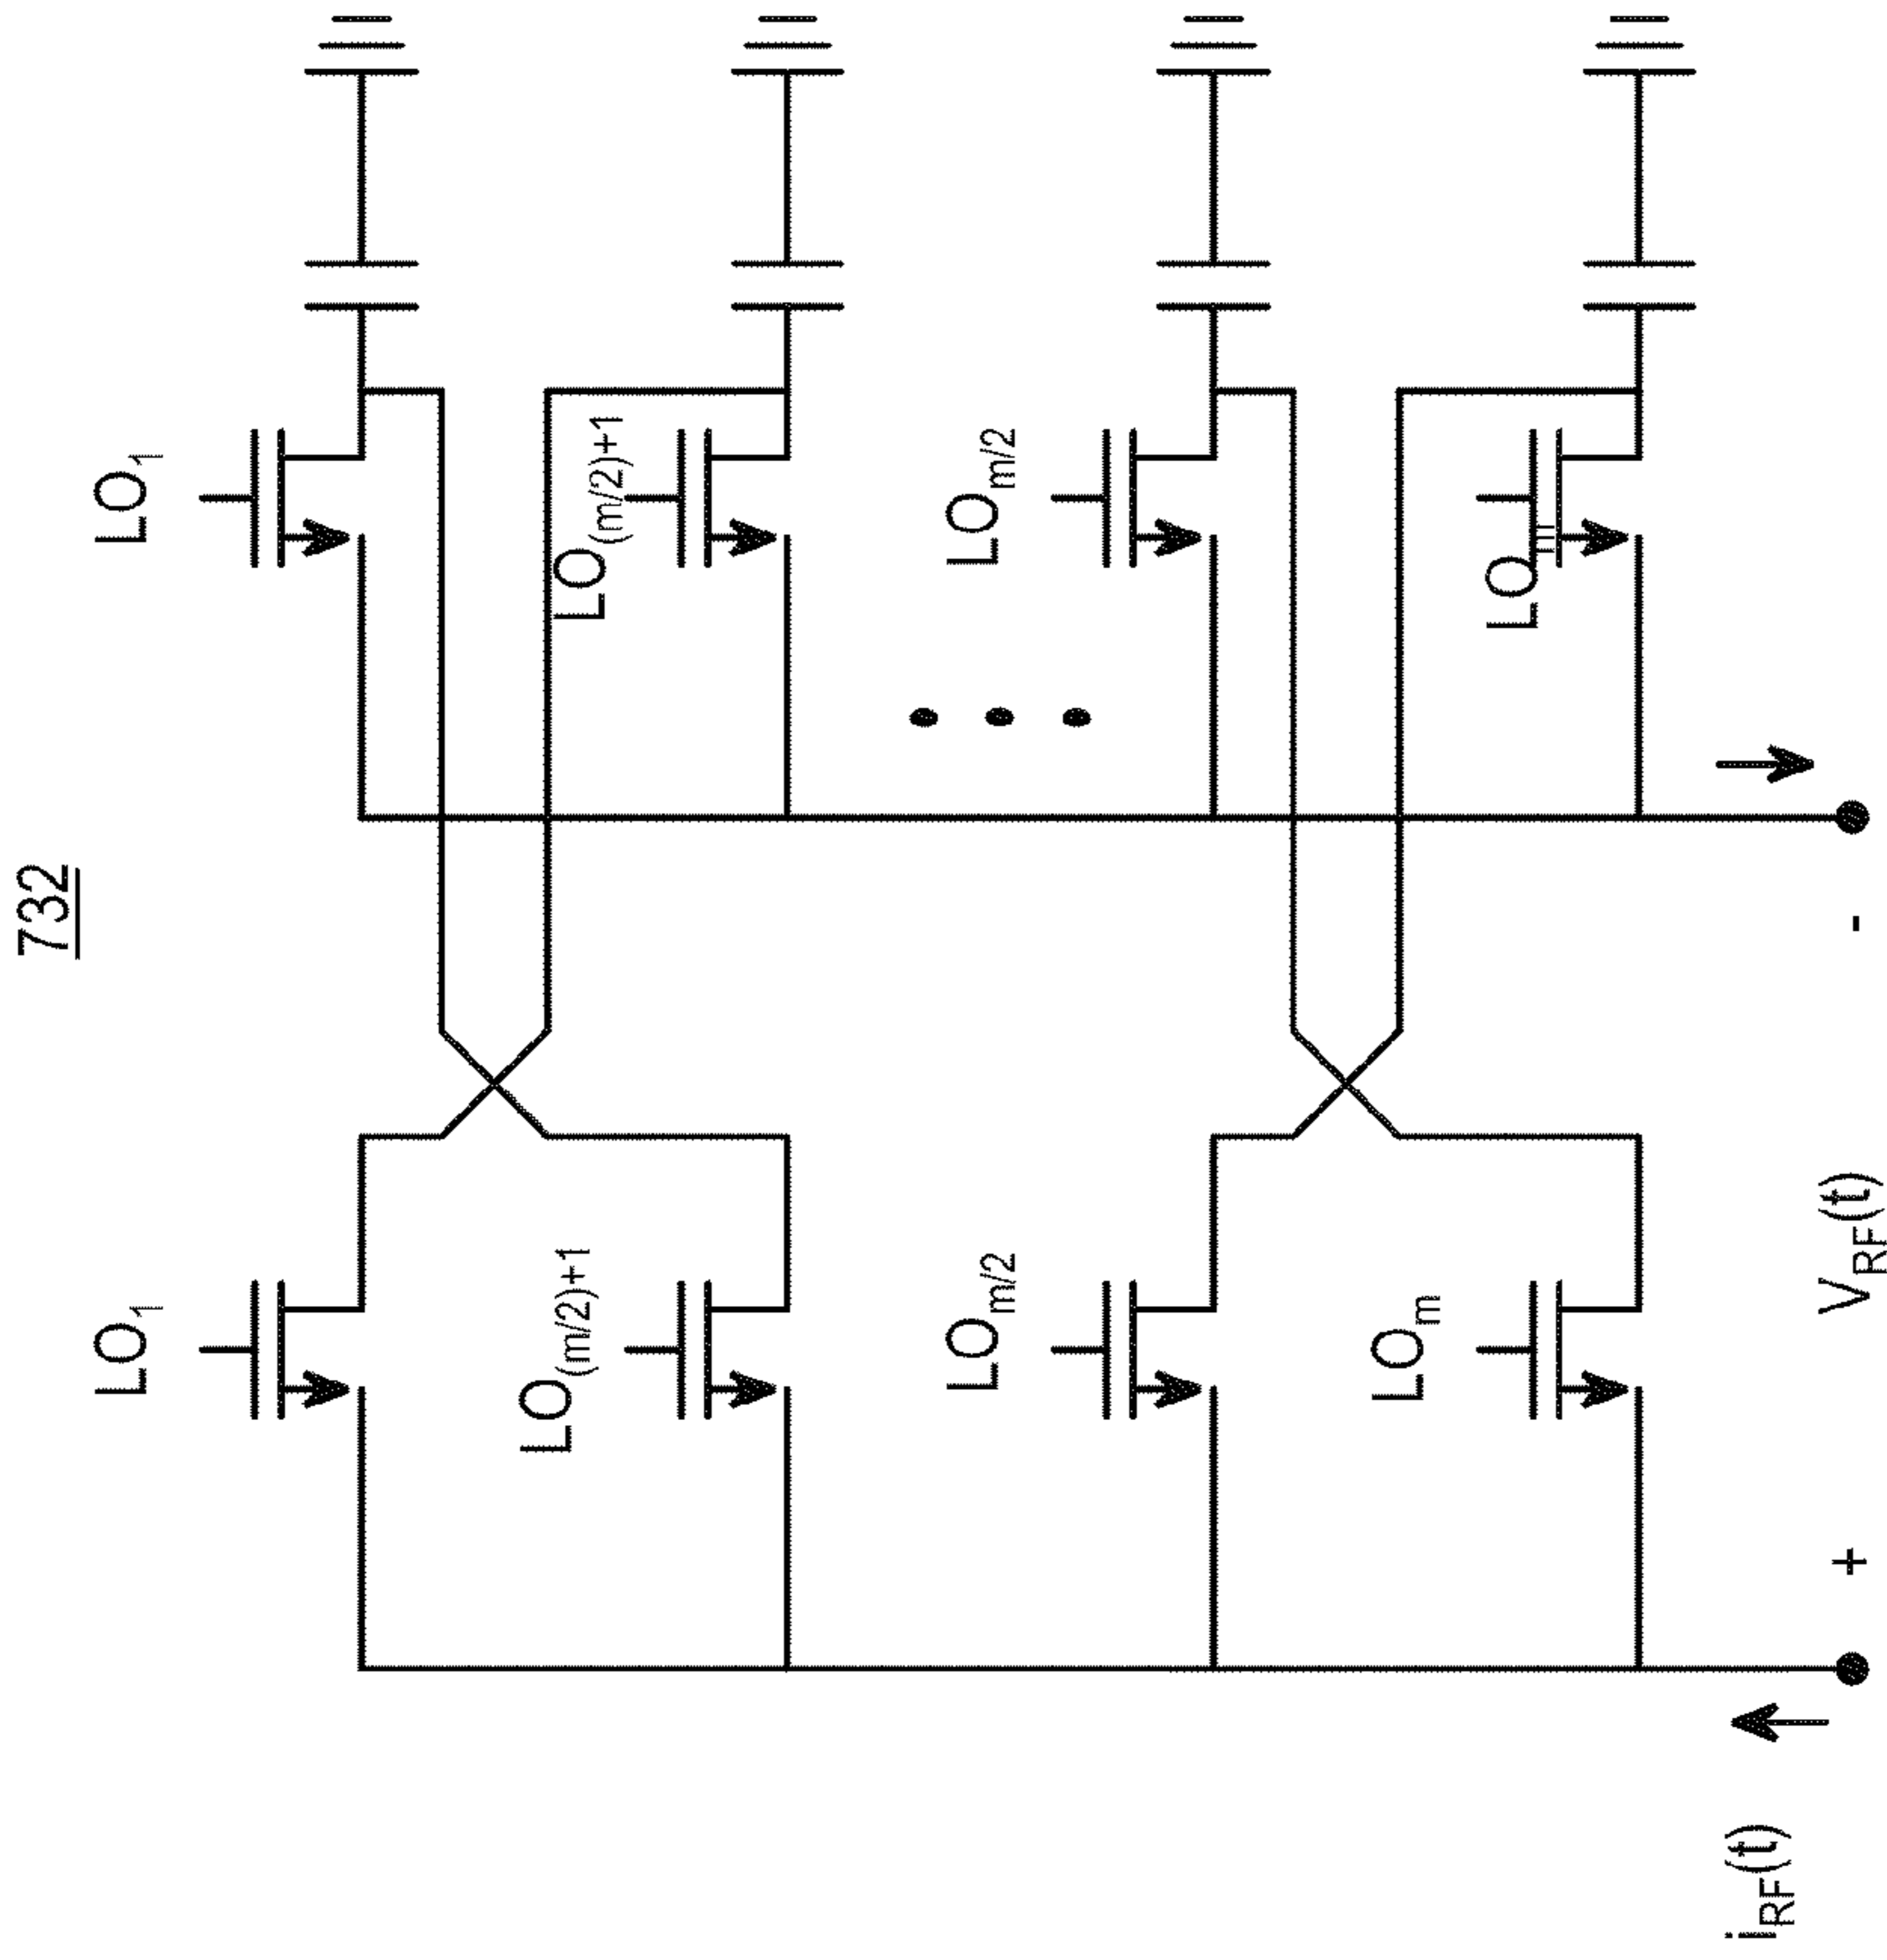 732
LO1
LO(m/2)+1
LOm/2
LOm
LO1
LO(m/2)+1
LOm/2
LOm
iRF(t)
+
VRF(t)
-